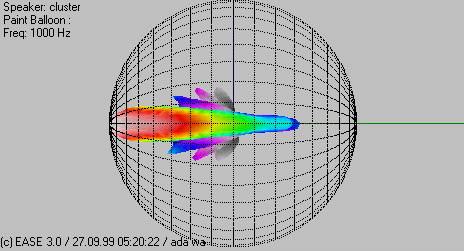 Speaker: cluster
Paint Balloon :
Freq: 1000 Hz
(c) EASE 3.0 / 27.09.99 05:20:22 / ada wa